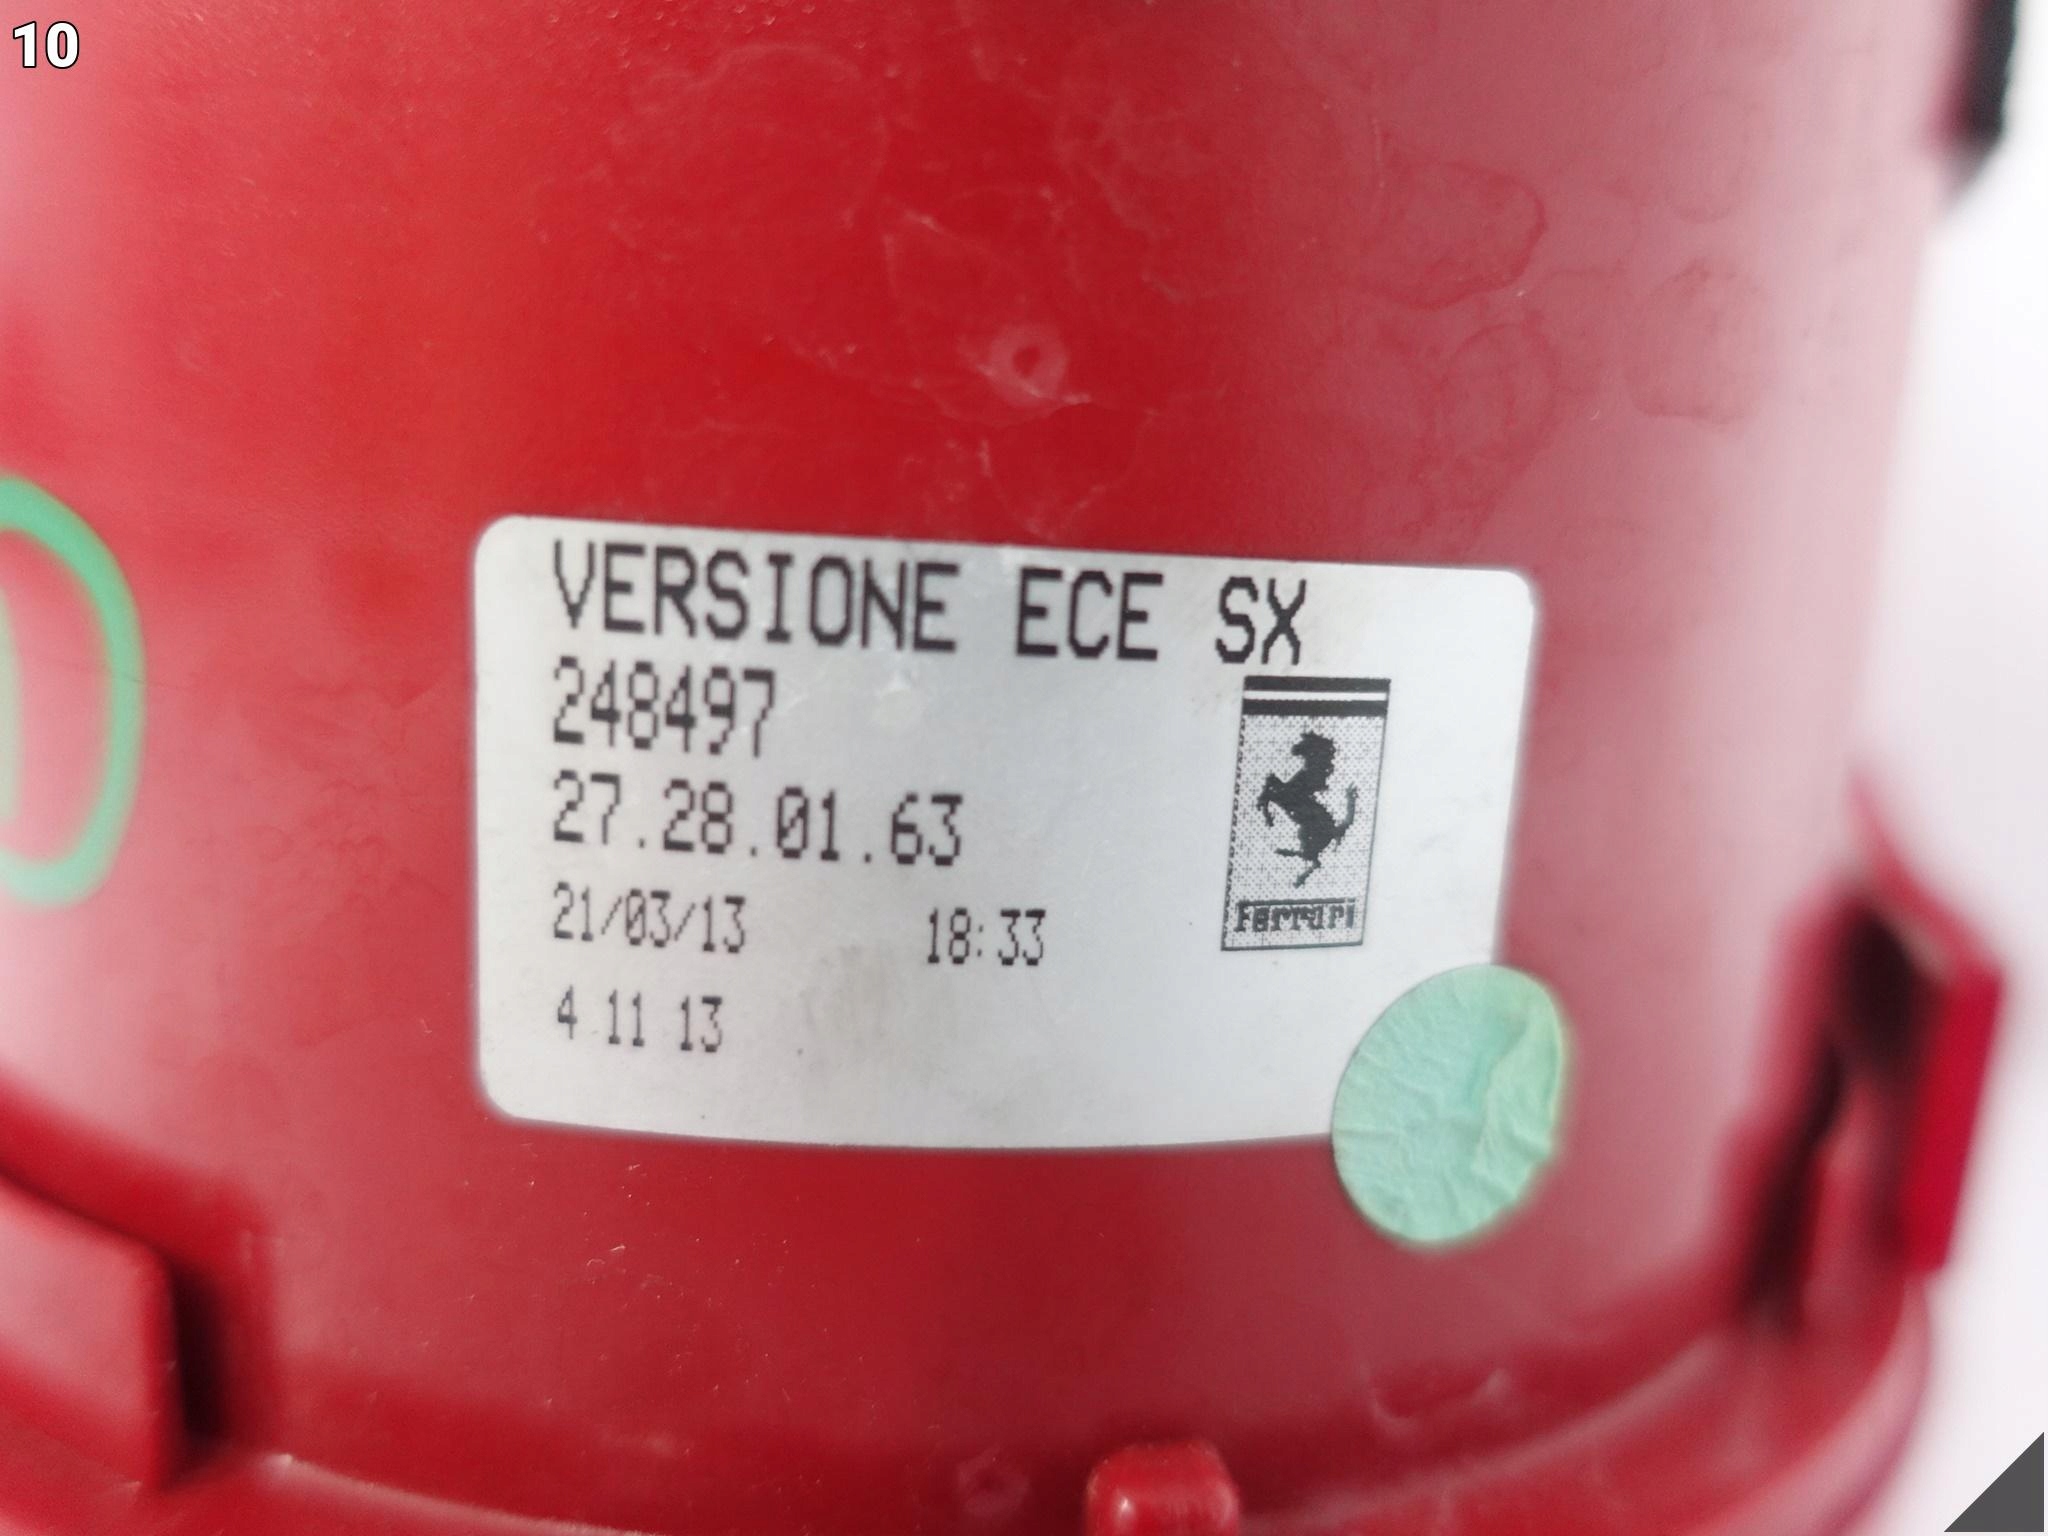 10
VERSIONE ECE SX
248497
27.28.01.63
21/03/13 18:33
4 11 13
Ferrari